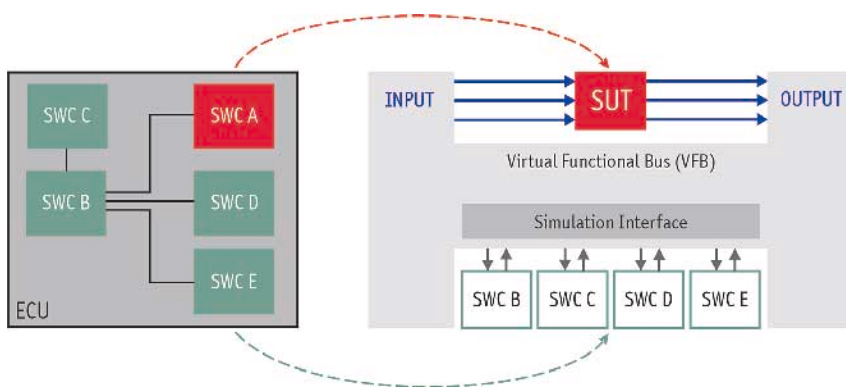 SWC C
SWC A
SWC B
SWC D
SWC E
ECU
INPUT
SUT
OUTPUT
Virtual Functional Bus (VFB)
Simulation Interface
SWC B
SWC C
SWC D
SWC E